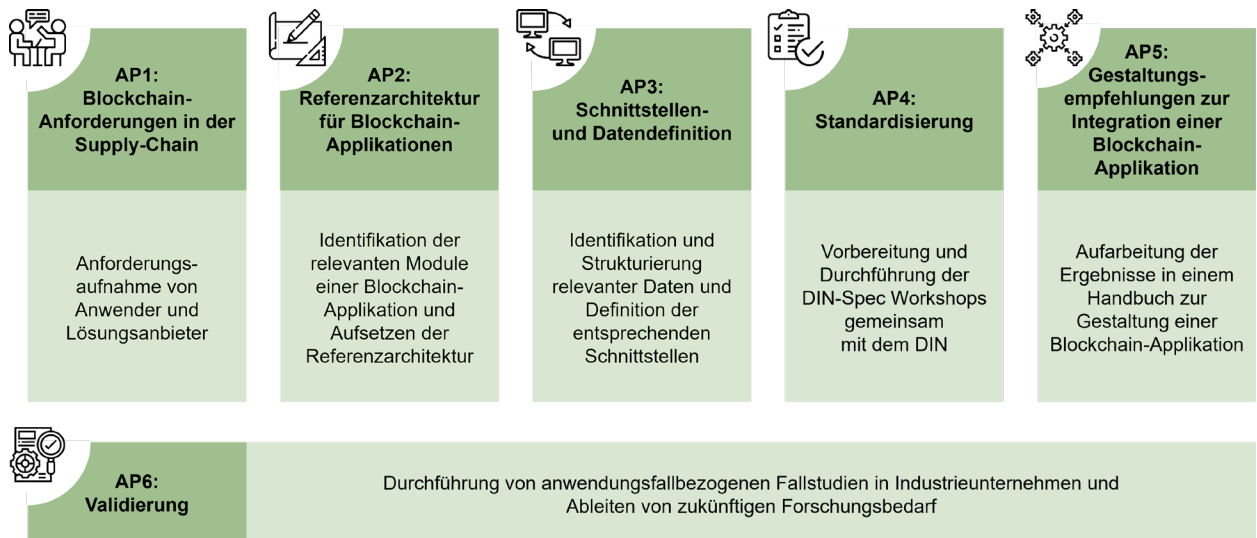 AP1:
Blockchain-
Anforderungen in der
Supply-Chain
Anforderungs-
aufnahme von
Anwender und
Lösungsanbieter
AP2:
Referenzarchitektur
für Blockchain-
Applikationen
Identifikation der
relevanten Module
einer Blockchain-
Applikation und
Aufsetzen der
Referenzarchitektur
AP3:
Schnittstellen-
und Datendefinition
Identifikation und
Strukturierung
relevanter Daten und
Definition der
entsprechenden
Schnittstellen
AP4:
Standardisierung
Vorbereitung und
Durchführung der
DIN-Spec Workshops
gemeinsam
mit dem DIN
AP5:
Gestaltungs-
empfehlungen zur
Integration einer
Blockchain-
Applikation
Aufarbeitung der
Ergebnisse in einem
Handbuch zur
Gestaltung einer
Blockchain-Applikation
AP6:
Validierung
Durchführung von anwendungsfallbezogenen Fallstudien in Industrieunternehmen und
Ableiten von zukünftigen Forschungsbedarf